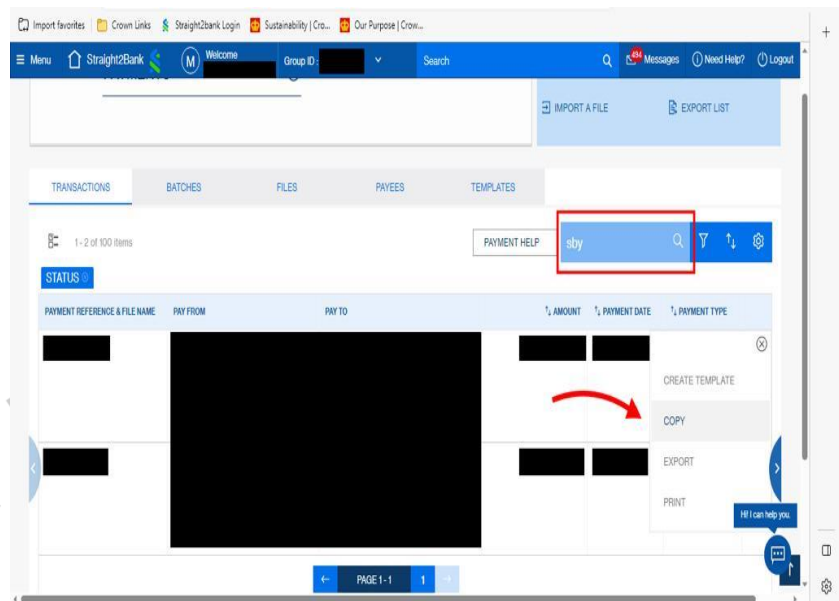 Import favorites Crown Links Straight2bank Login Sustainability | Cro... Our Purpose | Crow...
Menu Straight2Bank M Welcome Group ID : Search 494 Messages Need Help? Logout
IMPORT A FILE EXPORT LIST
TRANSACTIONS BATCHES FILES PAYEES TEMPLATES
1 - 2 of 100 items PAYMENT HELP sby
STATUS
PAYMENT REFERENCE & FILE NAME PAY FROM PAY TO AMOUNT PAYMENT DATE PAYMENT TYPE
CREATE TEMPLATE
COPY
EXPORT
PRINT
Hi! I can help you.
PAGE 1 - 1 1